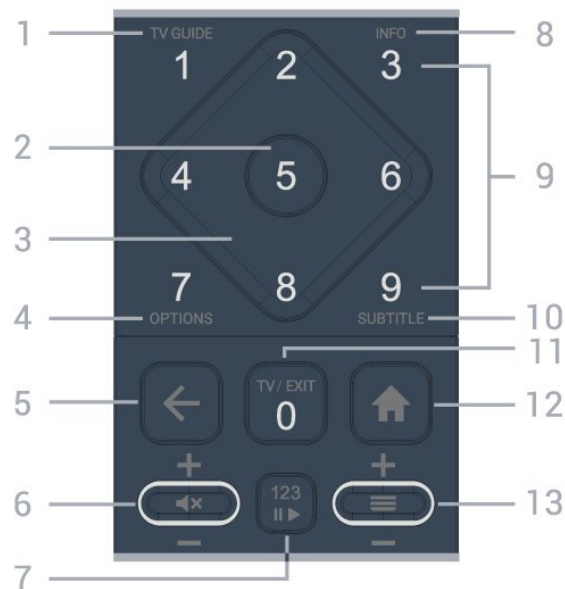 1 TV GUIDE INFO 8
1 2 3
2 4 5 6 9
3
7 8 9
4 OPTIONS SUBTITLE 10
11
5 TV / EXIT 12
0
+ +
6 123 13
- -
7